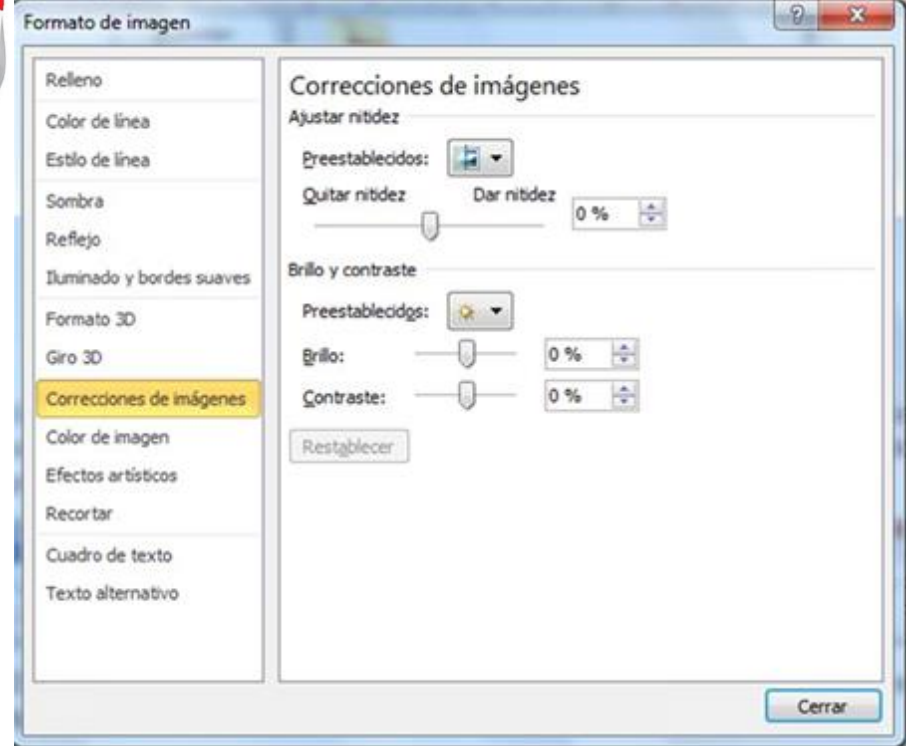 Formato de imagen
Relleno
Color de línea
Estilo de línea
Sombra
Reflejo
Iluminado y bordes suaves
Formato 3D
Giro 3D
Correcciones de imágenes
Color de imagen
Efectos artísticos
Recortar
Cuadro de texto
Texto alternativo
Correcciones de imágenes
Ajustar nitidez
Preestablecidos:
Quitar nitidez Dar nitidez
0 %
Brillo y contraste
Preestablecidos:
Brillo: 0 %
Contraste: 0 %
Restablecer
Cerrar